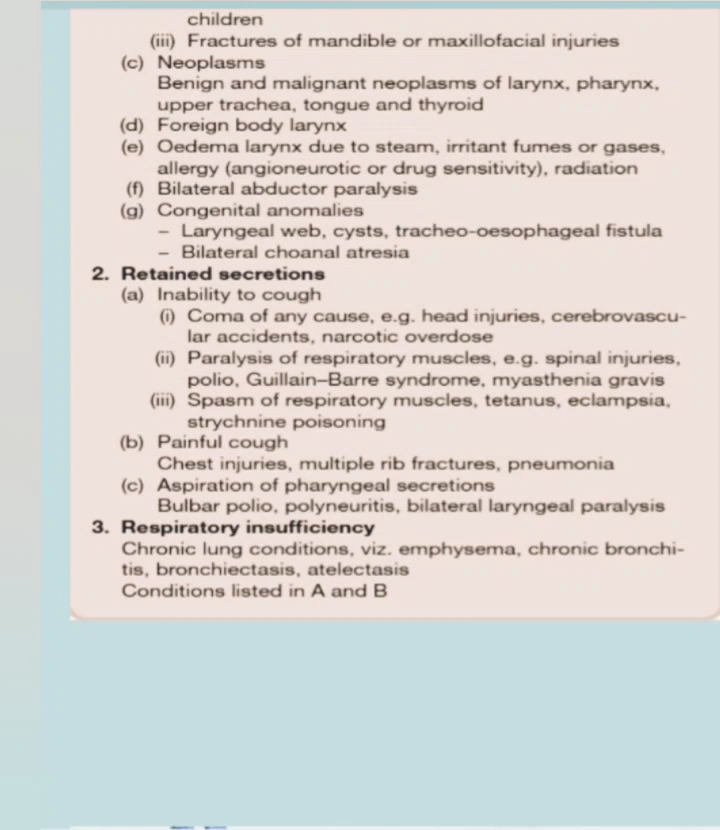 children
(iii) Fractures of mandible or maxillofacial injuries
(c) Neoplasms
Benign and malignant neoplasms of larynx, pharynx,
upper trachea, tongue and thyroid
(d) Foreign body larynx
(e) Oedema larynx due to steam, irritant fumes or gases,
allergy (angioneurotic or drug sensitivity), radiation
(f) Bilateral abductor paralysis
(g) Congenital anomalies
– Laryngeal web, cysts, tracheo-oesophageal fistula
– Bilateral choanal atresia
2. Retained secretions
(a) Inability to cough
(i) Coma of any cause, e.g. head injuries, cerebrovascu-
lar accidents, narcotic overdose
(ii) Paralysis of respiratory muscles, e.g. spinal injuries,
polio, Guillain–Barre syndrome, myasthenia gravis
(iii) Spasm of respiratory muscles, tetanus, eclampsia,
strychnine poisoning
(b) Painful cough
Chest injuries, multiple rib fractures, pneumonia
(c) Aspiration of pharyngeal secretions
Bulbar polio, polyneuritis, bilateral laryngeal paralysis
3. Respiratory insufficiency
Chronic lung conditions, viz. emphysema, chronic bronchi-
tis, bronchiectasis, atelectasis
Conditions listed in A and B